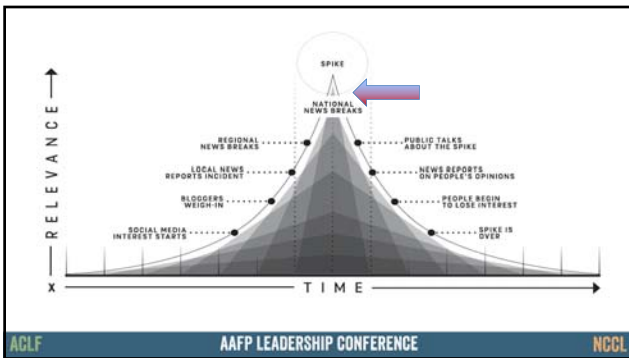 SPIKE
NATIONAL
NEWS BREAKS
REGIONAL
NEWS BREAKS
PUBLIC TALKS
ABOUT THE SPIKE
LOCAL NEWS
REPORTS INCIDENT
NEWS REPORTS
ON PEOPLE'S OPINIONS
BLOGGERS
WEIGH-IN
PEOPLE BEGIN
TO LOSE INTEREST
SOCIAL MEDIA
INTEREST STARTS
SPIKE IS
OVER
RELEVANCE
X
TIME
ACLF
AAFP LEADERSHIP CONFERENCE
NCCL